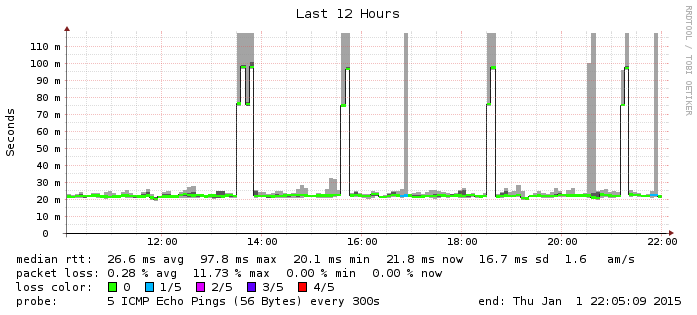 Last 12 Hours
RRDTOOL / TOBI OETIKER
Seconds
110 m
100 m
90 m
80 m
70 m
60 m
50 m
40 m
30 m
20 m
10 m
0
12:00 14:00 16:00 18:00 20:00 22:00
median rtt: 26.6 ms avg 97.8 ms max 20.1 ms min 21.8 ms now 16.7 ms sd 1.6 am/s
packet loss: 0.28 % avg 11.73 % max 0.00 % min 0.00 % now
loss color: 0 1/5 2/5 3/5 4/5
probe: 5 ICMP Echo Pings (56 Bytes) every 300s end: Thu Jan 1 22:05:09 2015